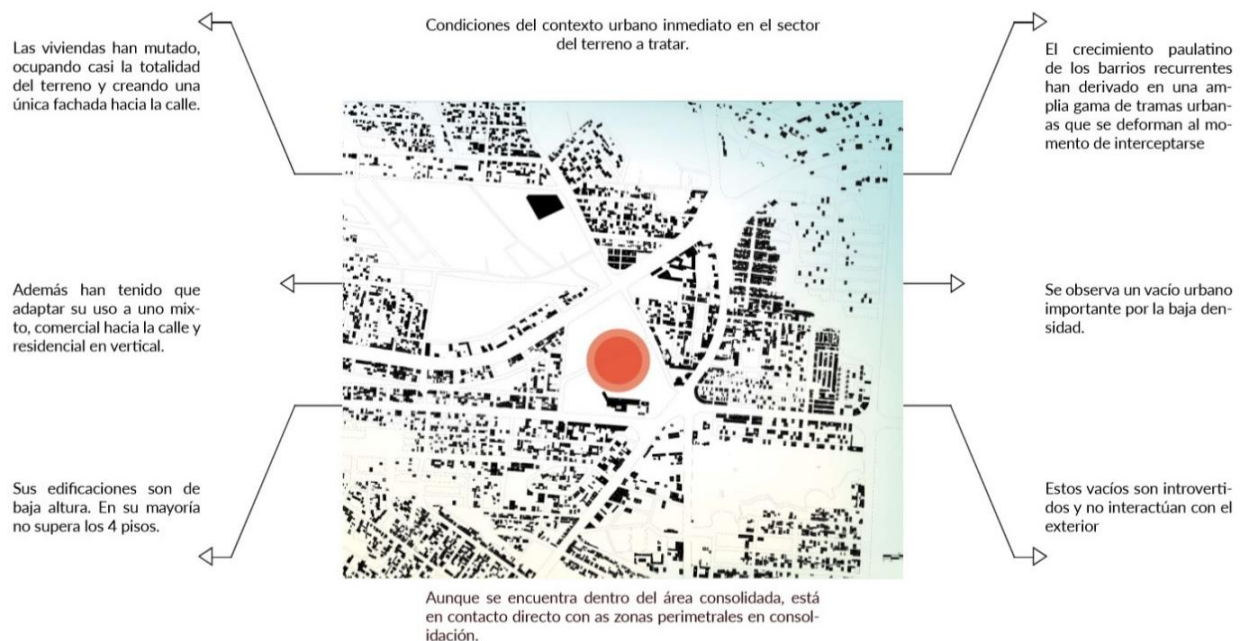 Condiciones del contexto urbano inmediato en el sector
del terreno a tratar.
Las viviendas han mutado,
ocupando casi la totalidad
del terreno y creando una
única fachada hacia la calle.
El crecimiento paulatino
de los barrios recurrentes
han derivado en una am-
plia gama de tramas urban-
as que se deforman al mo-
mento de interceptarse
Además han tenido que
adaptar su uso a uno mix-
to, comercial hacia la calle y
residencial en vertical.
Se observa un vacío urbano
importante por la baja den-
sidad.
Sus edificaciones son de
baja altura. En su mayoría
no supera los 4 pisos.
Estos vacíos son introverti-
dos y no interactúan con el
exterior
Aunque se encuentra dentro del área consolidada, está
en contacto directo con as zonas perimetrales en consol-
idación.